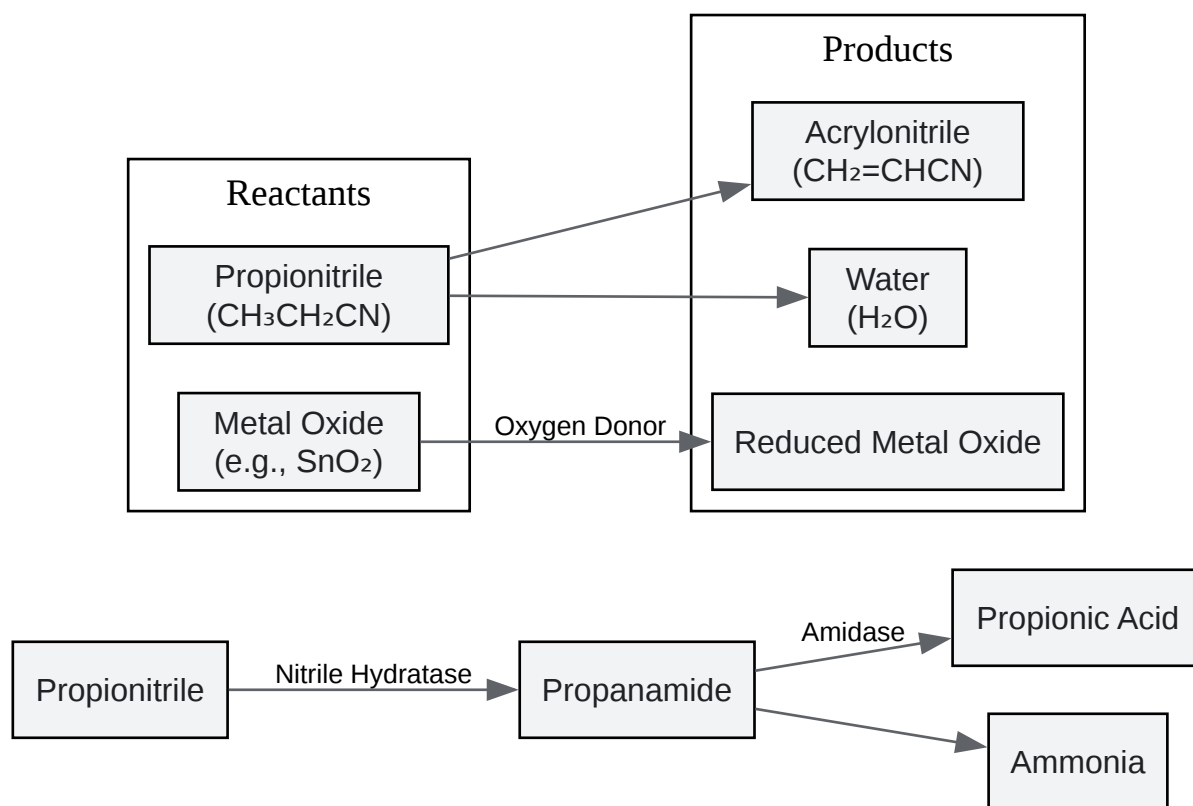 Products
Acrylonitrile
(CH₂=CHCN)
Reactants
Propionitrile
(CH₃CH₂CN)
Water
(H₂O)
Metal Oxide
(e.g., SnO₂)
Oxygen Donor
Reduced Metal Oxide
Propionitrile
Nitrile Hydratase
Propanamide
Amidase
Propionic Acid
Ammonia